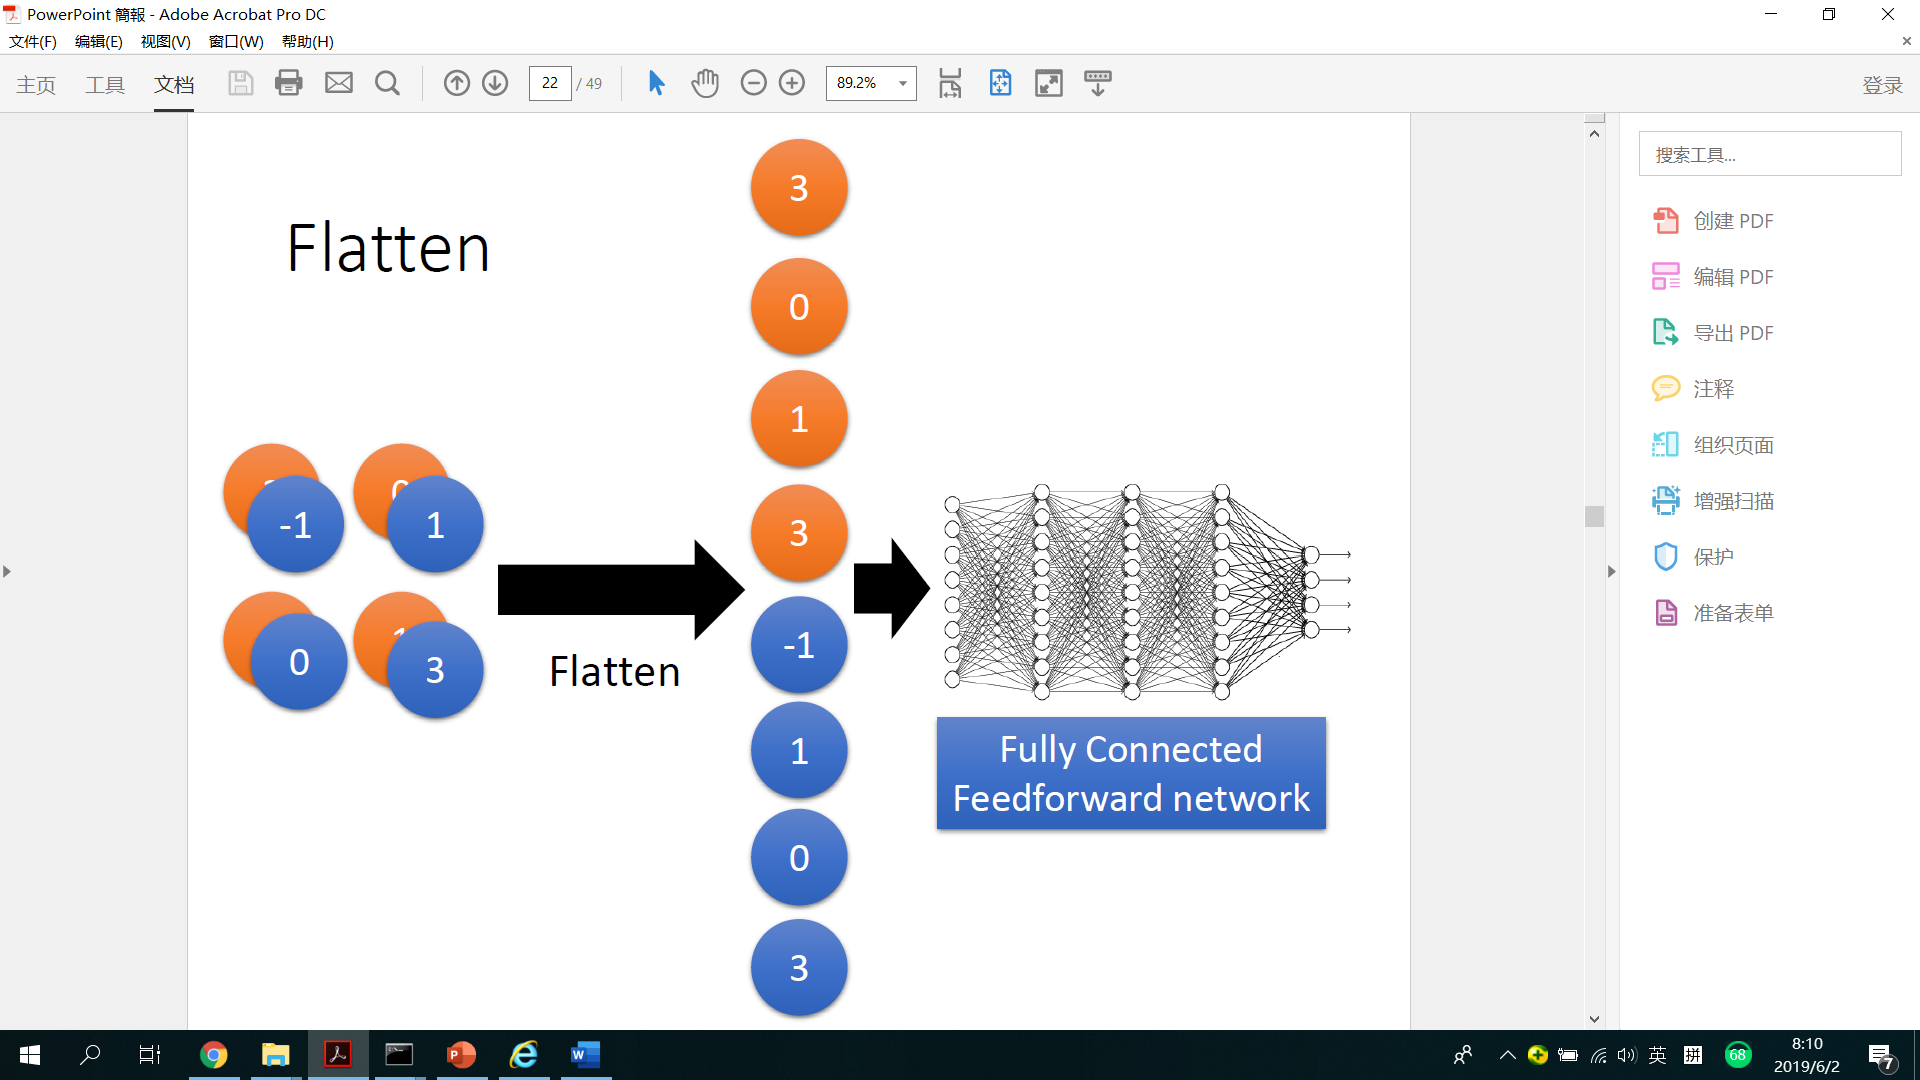 PowerPoint 簡報 - Adobe Acrobat Pro DC
文件(F) 编辑(E) 视图(V) 窗口(W) 帮助(H)
主页 工具 文档 22 / 49 89.2% 登录
搜索工具...
创建 PDF
编辑 PDF
导出 PDF
注释
组织页面
增强扫描
保护
准备表单
Flatten
-1 1
0 3
Flatten
3
0
1
3
-1
1
0
3
Fully Connected
Feedforward network
英 拼 68
8:10
2019/6/2
7